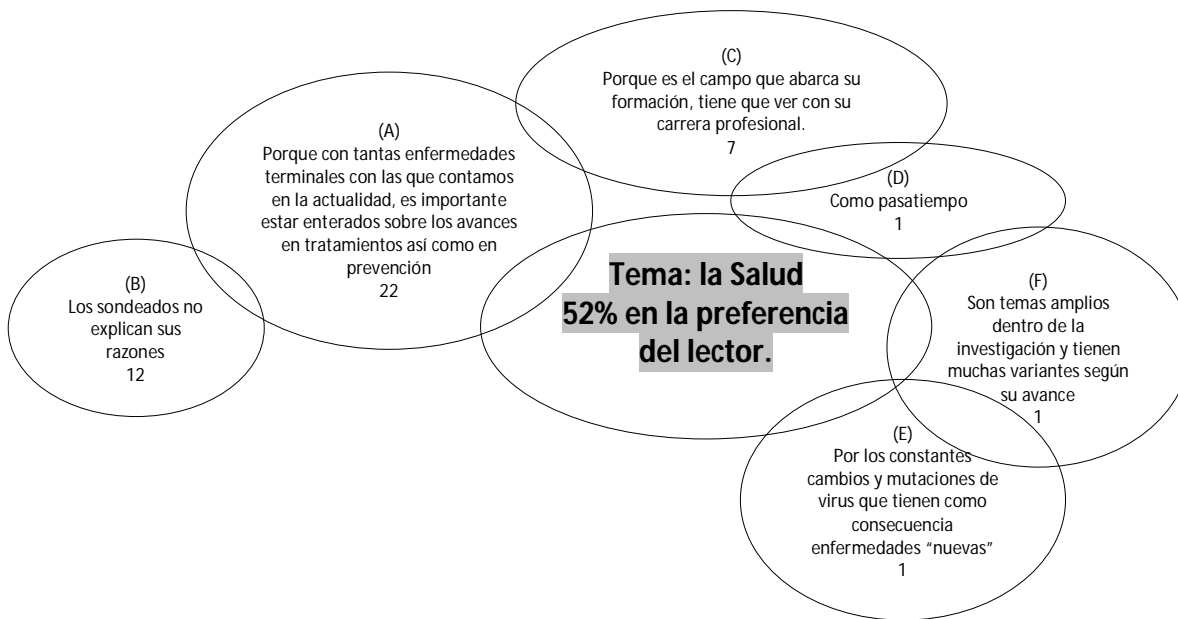 (A)
Porque con tantas enfermedades
terminales con las que contamos
en la actualidad, es importante
estar enterados sobre los avances
en tratamientos así como en
prevención
22
(B)
Los sondeados no
explican sus
razones
12
(C)
Porque es el campo que abarca su
formación, tiene que ver con su
carrera profesional.
7
(D)
Como pasatiempo
1
Tema: la Salud
52% en la preferencia
del lector.
(F)
Son temas amplios
dentro de la
investigación y tienen
muchas variantes según
su avance
1
(E)
Por los constantes
cambios y mutaciones de
virus que tienen como
consecuencia
enfermedades “nuevas”
1